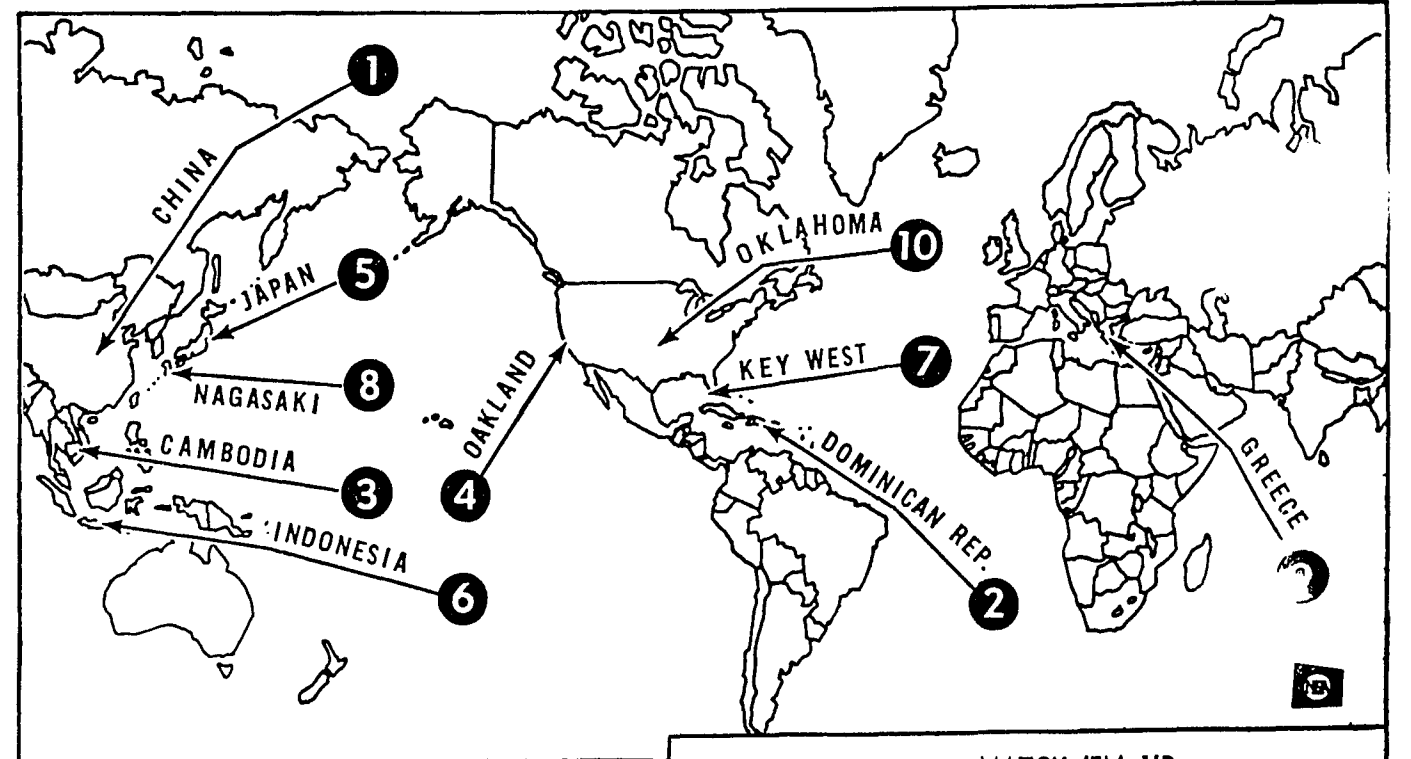 1
CHINA
OKLAHOMA
10
JAPAN
5
KEY WEST
7
NAGASAKI
8
OAKLAND
4
CAMBODIA
3
DOMINICAN REP.
2
GREECE
INDONESIA
6
NEA